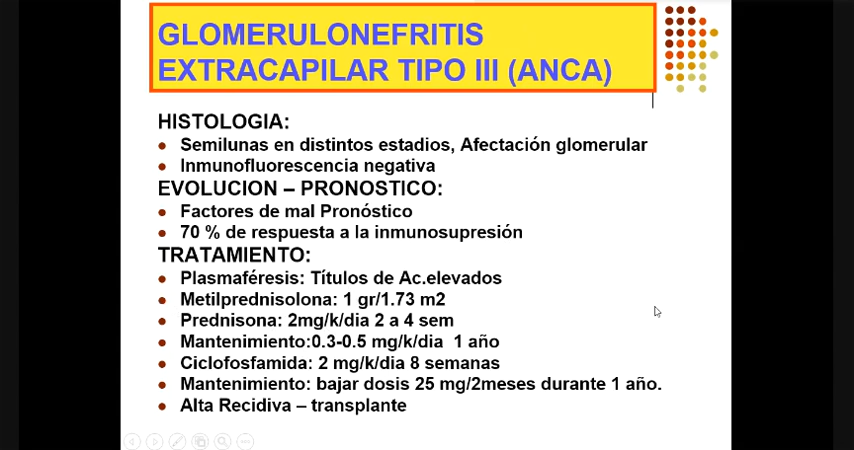 GLOMERULONEFRITIS
EXTRACAPILAR TIPO III (ANCA)
HISTOLOGIA:
Semilunas en distintos estadios, Afectación glomerular
Inmunofluorescencia negativa
EVOLUCION – PRONOSTICO:
Factores de mal Pronóstico
70 % de respuesta a la inmunosupresión
TRATAMIENTO:
Plasmaféresis: Títulos de Ac.elevados
Metilprednisolona: 1 gr/1.73 m2
Prednisona: 2mg/k/dia 2 a 4 sem
Mantenimiento:0.3-0.5 mg/k/dia 1 año
Ciclofosfamida: 2 mg/k/dia 8 semanas
Mantenimiento: bajar dosis 25 mg/2meses durante 1 año.
Alta Recidiva – transplante